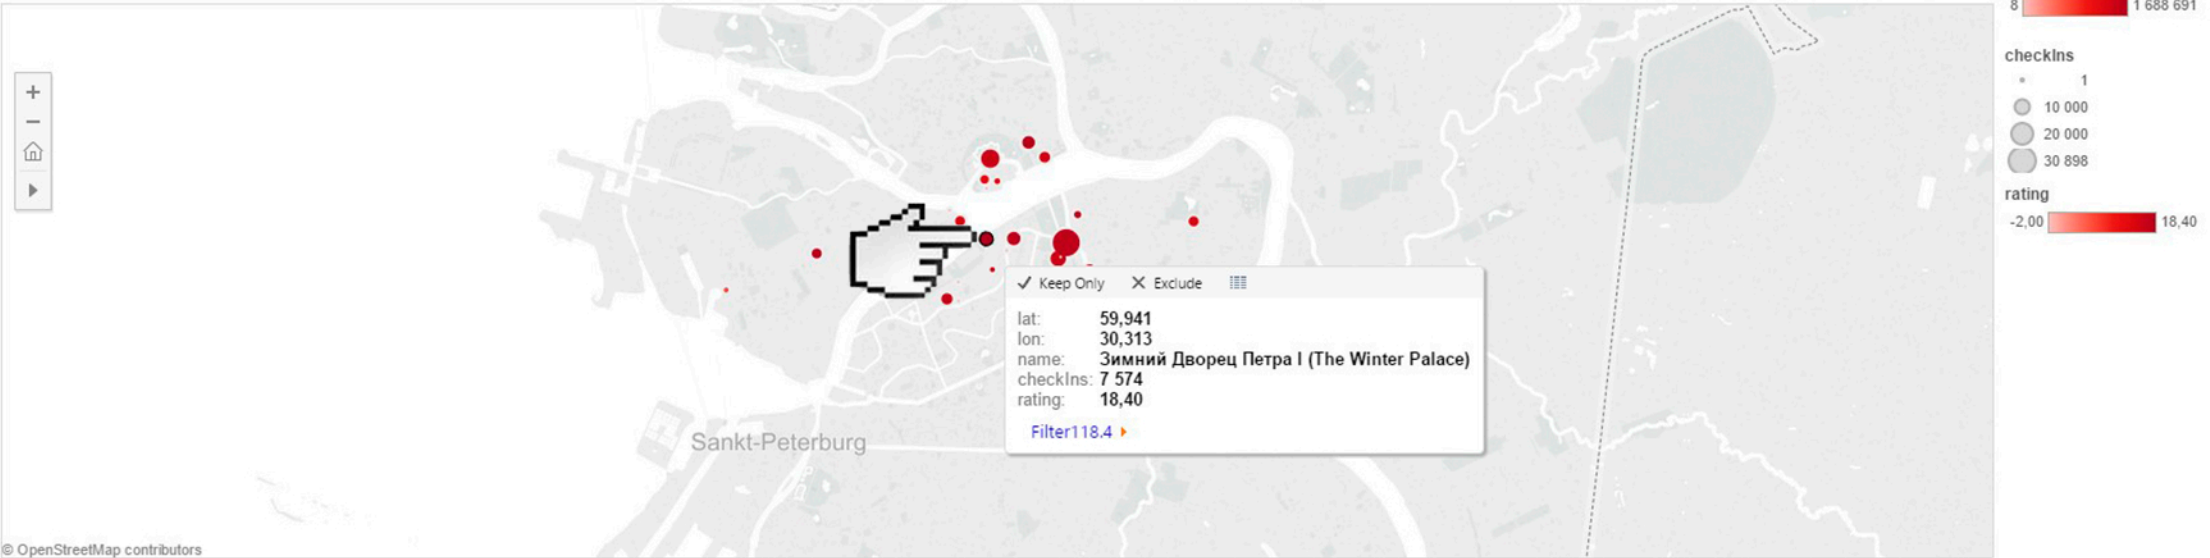 8 1 688 691
checkIns
1
10 000
20 000
30 898
rating
-2,00 18,40
Keep Only Exclude
lat: 59,941
lon: 30,313
name: Зимний Дворец Петра I (The Winter Palace)
checkIns: 7 574
rating: 18,40
Filter118.4
Sankt-Peterburg
© OpenStreetMap contributors